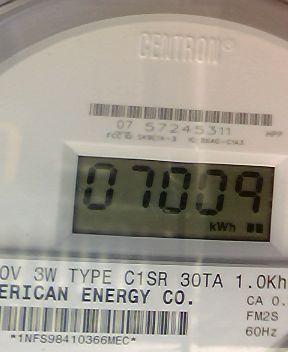 CENTRON®
07 57245311
HPP
07009
kWh
0V 3W TYPE C1SR 30TA 1.0Kh
ERICAN ENERGY CO.
CA 0.
FM2S
60Hz
*1NFS98410366MEC*